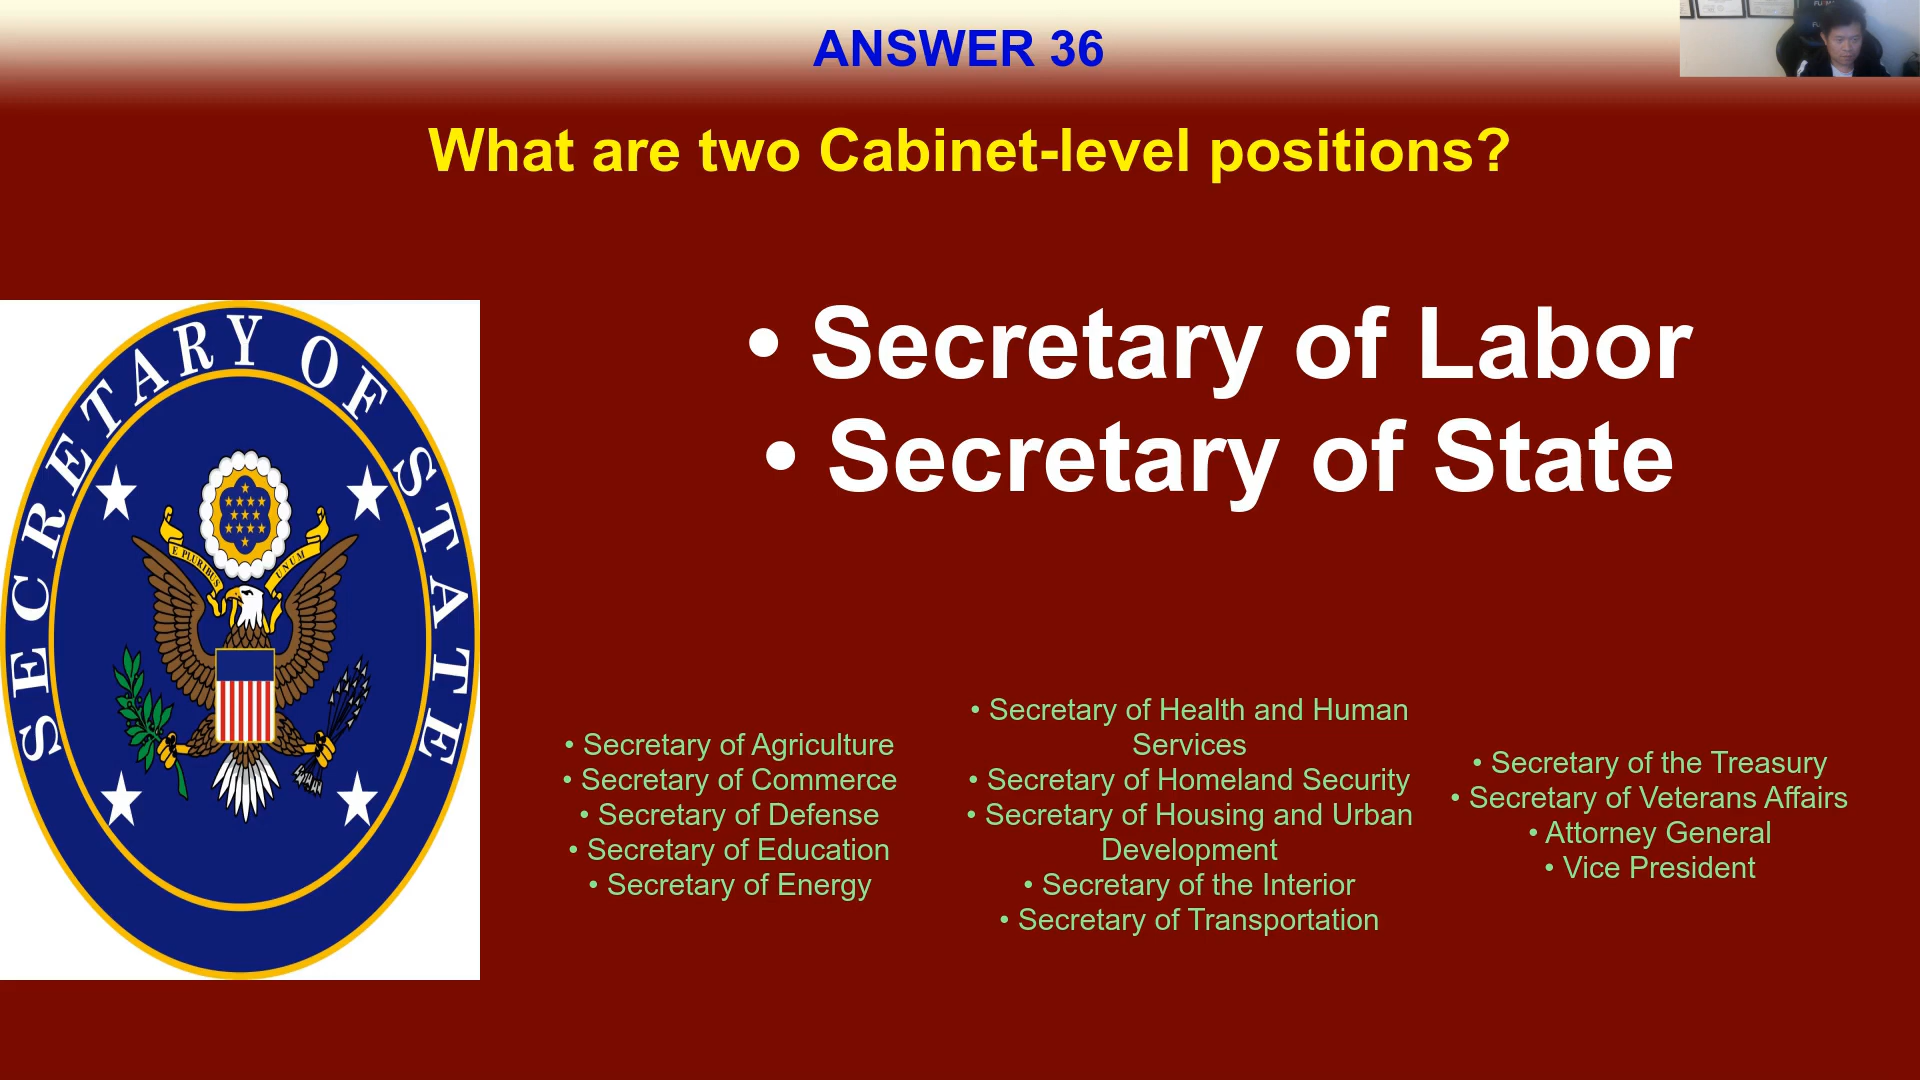 ANSWER 36
What are two Cabinet-level positions?
• Secretary of Labor
• Secretary of State
SECRETARY OF STATE
E PLURIBUS UNUM
• Secretary of Agriculture
• Secretary of Commerce
• Secretary of Defense
• Secretary of Education
• Secretary of Energy
• Secretary of Health and Human
Services
• Secretary of Homeland Security
• Secretary of Housing and Urban
Development
• Secretary of the Interior
• Secretary of Transportation
• Secretary of the Treasury
• Secretary of Veterans Affairs
• Attorney General
• Vice President